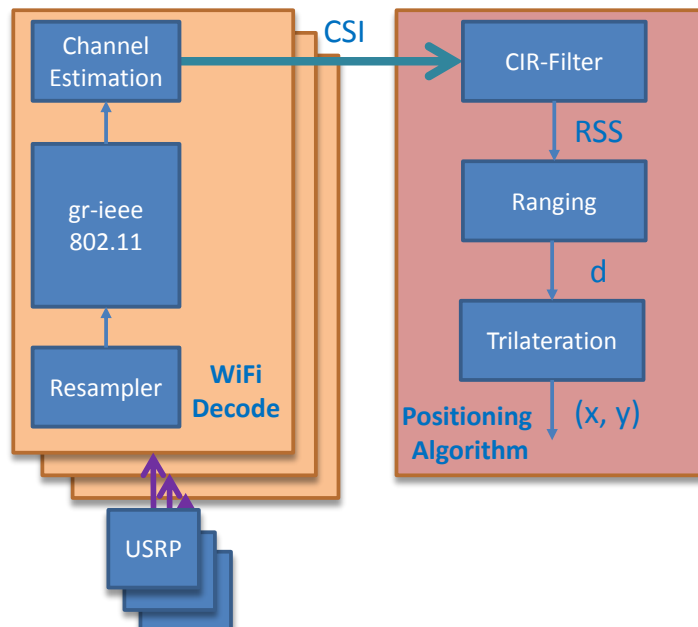 Channel
Estimation
gr-ieee
802.11
Resampler
WiFi
Decode
USRP
CSI
CIR-Filter
RSS
Ranging
d
Trilateration
(x, y)
Positioning
Algorithm